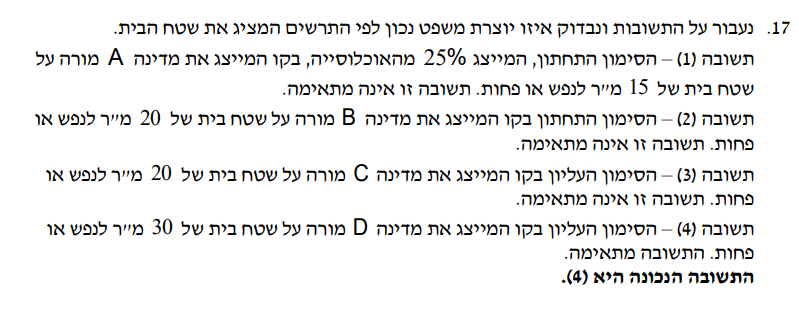 17. נעבור על התשובות ונבדוק איזו יוצרת משפט נכון לפי התרשים המציג את שטח הבית.
תשובה (1) – הסימון התחתון, המייצג 25% מהאוכלוסייה, בקו המייצג את מדינה A מורה על
שטח בית של 15 מ״ר לנפש או פחות. תשובה זו אינה מתאימה.
תשובה (2) – הסימון התחתון בקו המייצג את מדינה B מורה על שטח בית של 20 מ״ר לנפש או
פחות. תשובה זו אינה מתאימה.
תשובה (3) – הסימון העליון בקו המייצג את מדינה C מורה על שטח בית של 20 מ״ר לנפש או
פחות. תשובה זו אינה מתאימה.
תשובה (4) – הסימון העליון בקו המייצג את מדינה D מורה על שטח בית של 30 מ״ר לנפש או
פחות. התשובה מתאימה.
התשובה הנכונה היא (4).